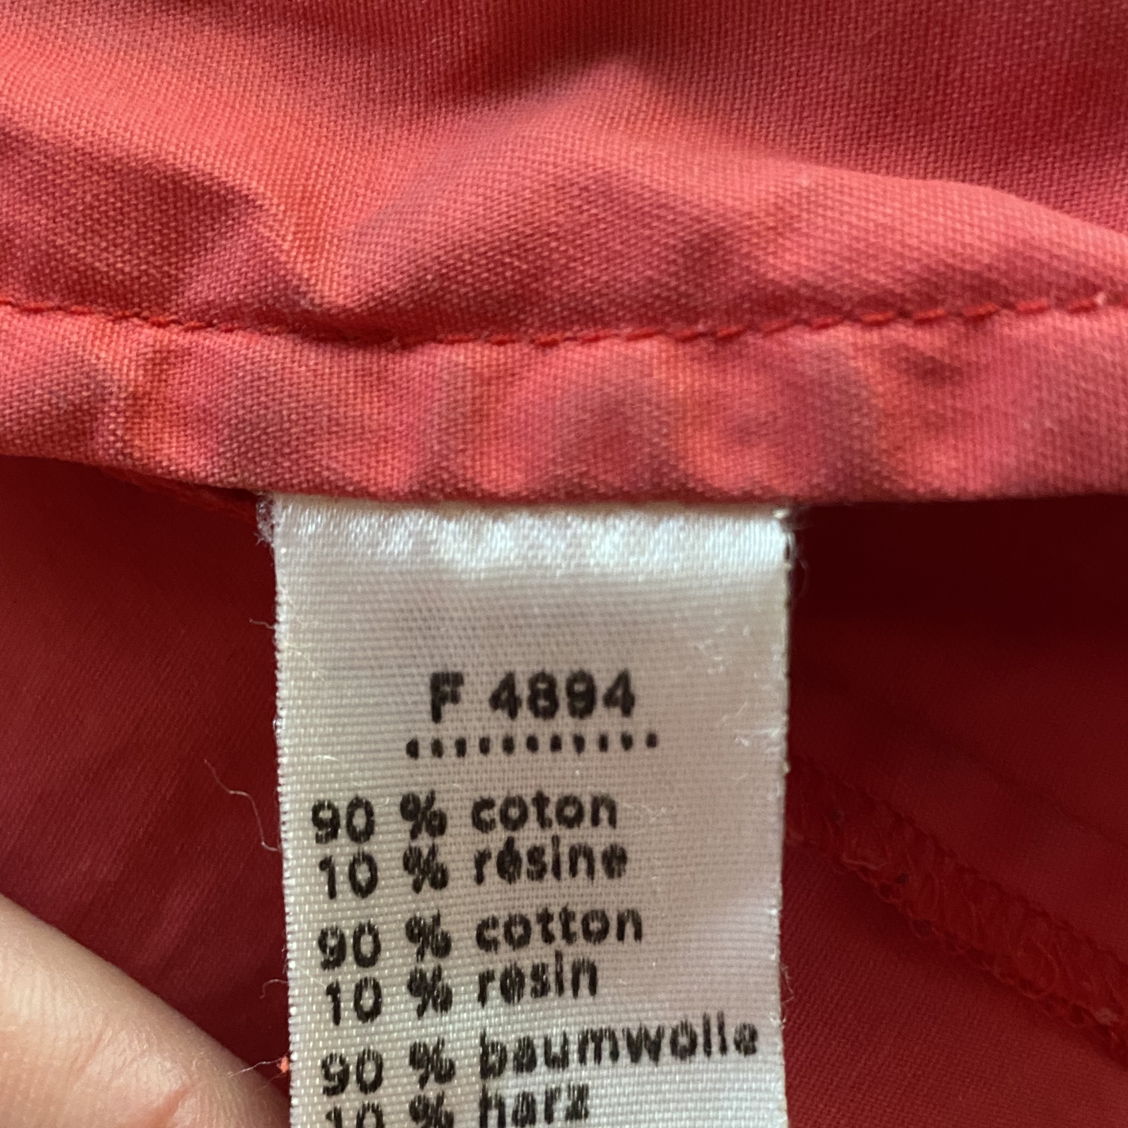 F 4894
90 % coton
10 % résine
90 % cotton
10 % resin
90 % baumwolle
10 % harz